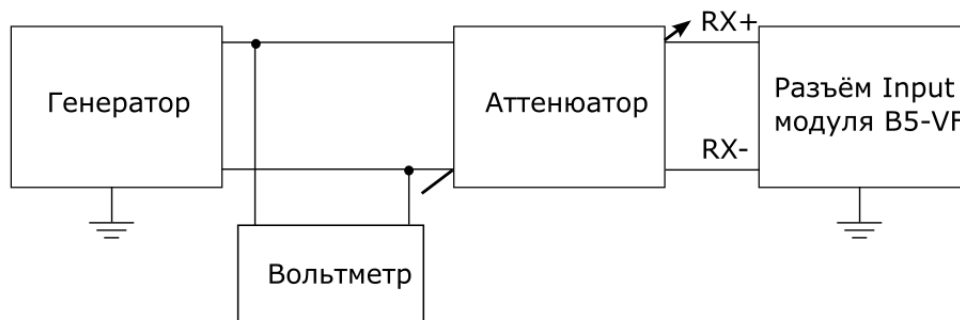 RX+
Генератор
Аттенюатор
Разъём Input
модуля B5-VF
RX-
Вольтметр